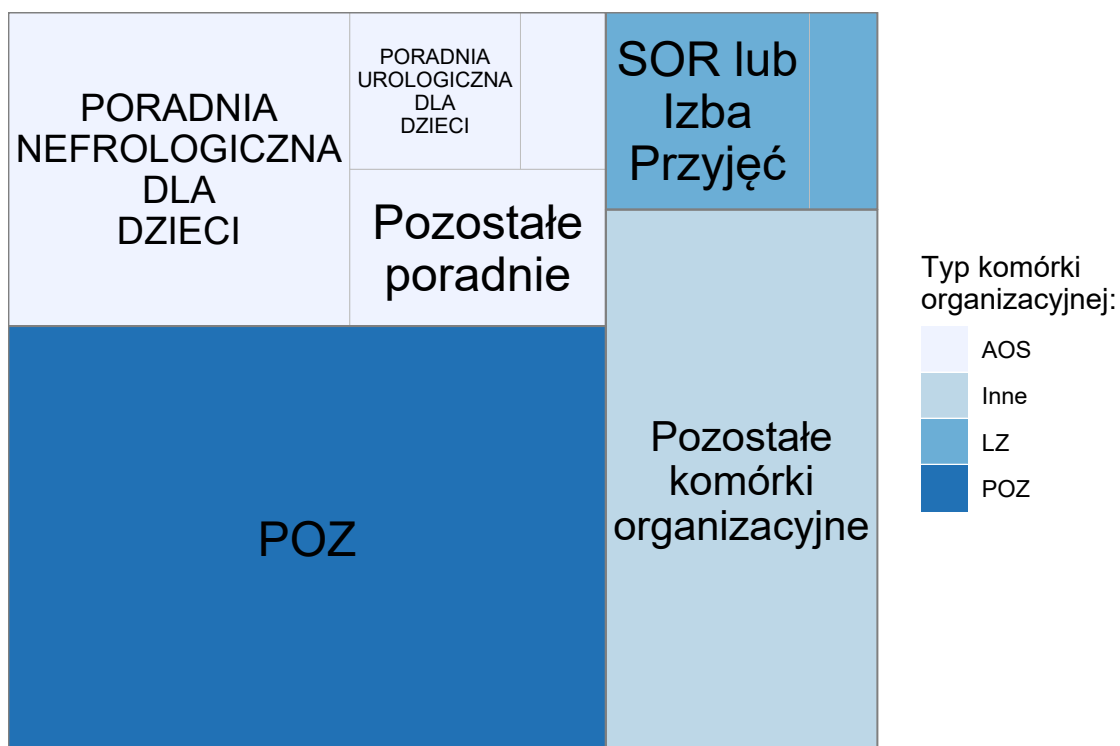 PORADNIA
NEFROLOGICZNA
DLA
DZIECI
PORADNIA
UROLOGICZNA
DLA
DZIECI
Pozostałe
poradnie
SOR lub
Izba
Przyjęć
POZ
Pozostałe
komórki
organizacyjne
Typ komórki
organizacyjnej:
AOS
Inne
LZ
POZ